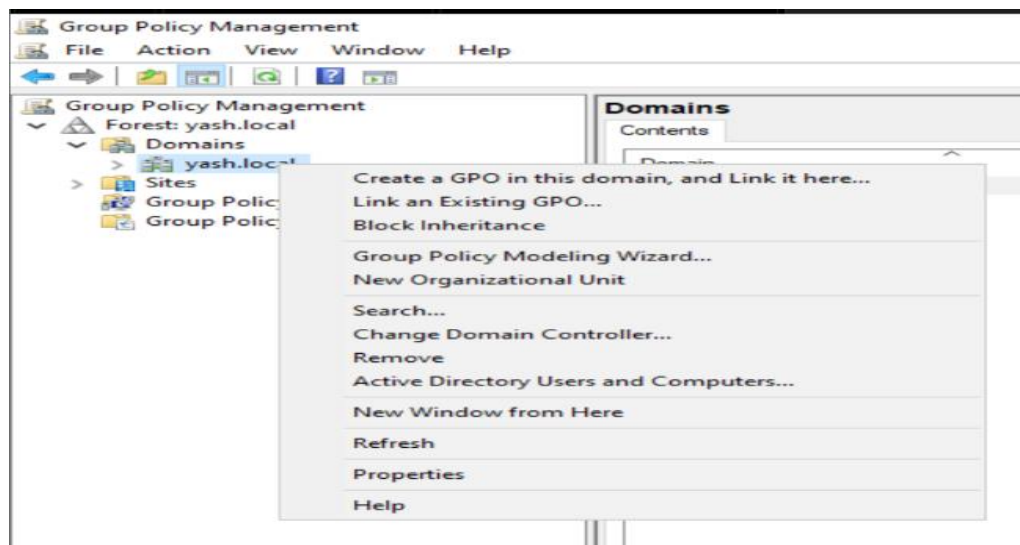 Group Policy Management
File Action View Window Help
Group Policy Management
Forest: yash.local
Domains
yash.local
Sites
Group Polic
Group Polic
Domains
Contents
Domain
Create a GPO in this domain, and Link it here...
Link an Existing GPO...
Block Inheritance
Group Policy Modeling Wizard...
New Organizational Unit
Search...
Change Domain Controller...
Remove
Active Directory Users and Computers...
New Window from Here
Refresh
Properties
Help